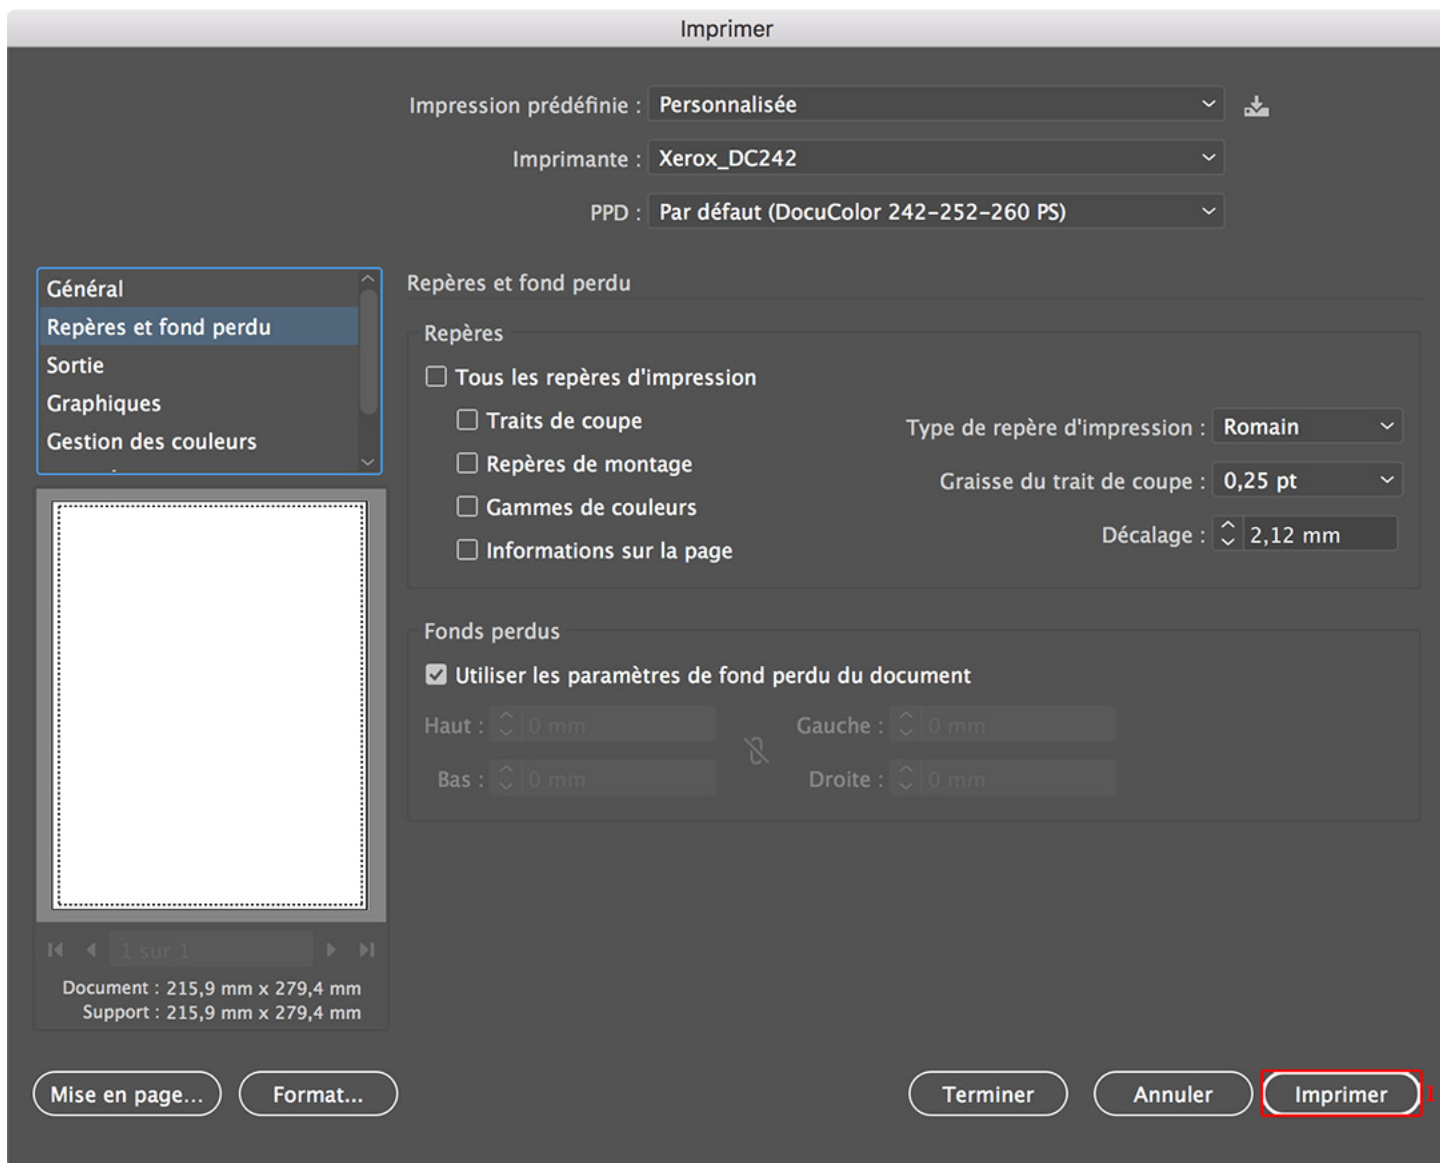 Imprimer
Impression prédéfinie : Personnalisée
Imprimante : Xerox_DC242
PPD : Par défaut (DocuColor 242-252-260 PS)
Général
Repères et fond perdu
Sortie
Graphiques
Gestion des couleurs
Repères et fond perdu
Repères
Tous les repères d'impression
Traits de coupe
Repères de montage
Gammes de couleurs
Informations sur la page
Type de repère d'impression : Romain
Graisse du trait de coupe : 0,25 pt
Décalage : 2,12 mm
Fonds perdus
Utiliser les paramètres de fond perdu du document
Haut : 0 mm Gauche : 0 mm
Bas : 0 mm Droite : 0 mm
1 sur 1
Document : 215,9 mm x 279,4 mm
Support : 215,9 mm x 279,4 mm
Mise en page... Format... Terminer Annuler Imprimer 1